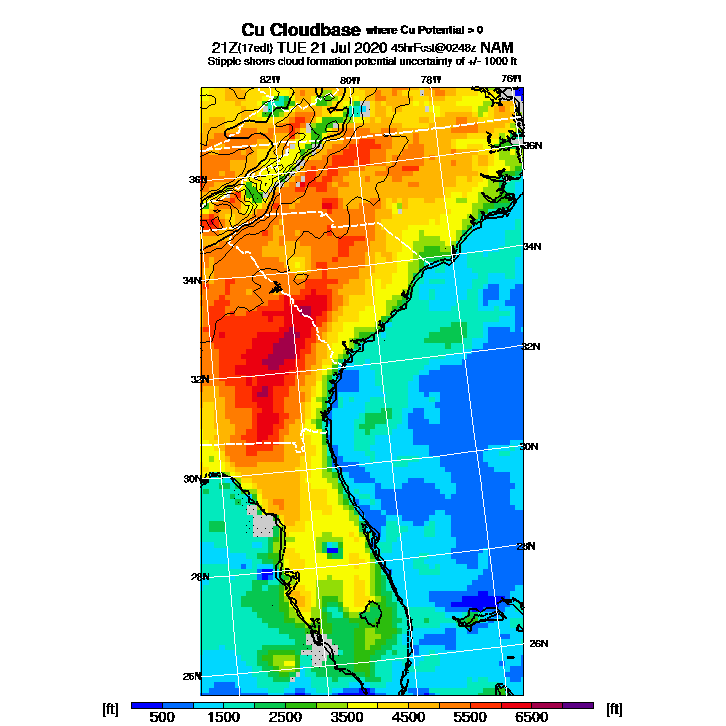 Cu Cloudbase where Cu Potential > 0
21Z(17edt) TUE 21 Jul 2020 45hrFcst@0248z NAM
Stipple shows cloud formation potential uncertainty of +/- 1000 ft
82W 80W 78W 76W
36N
36N
34N
34N
32N
32N
30N
30N
28N
28N
26N
26N
[ft] 500 1500 2500 3500 4500 5500 6500 [ft]